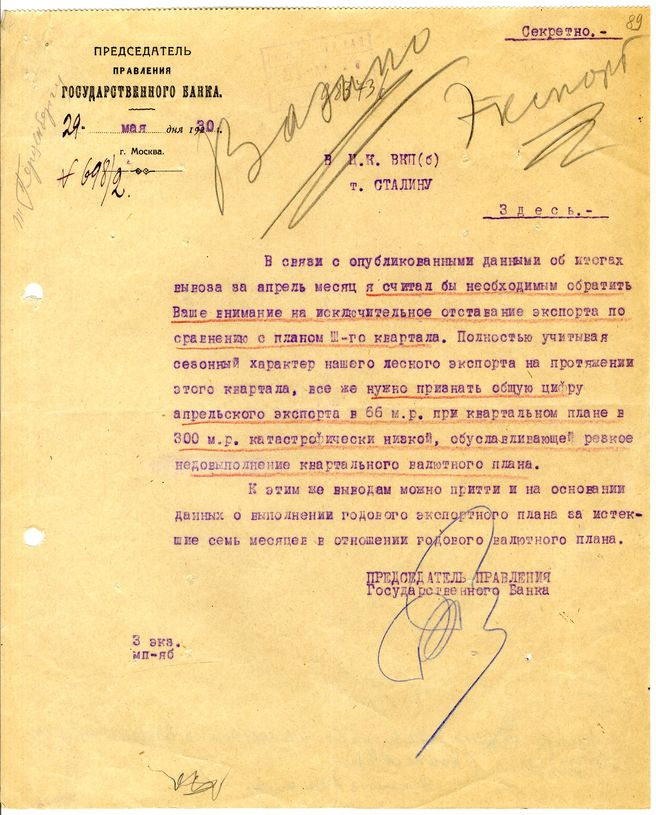 Секретно.-
89
ПРЕДСЕДАТЕЛЬ
ПРАВЛЕНИЯ
ГОСУДАРСТВЕННОГО БАНКА.
29- мая дня 1930 г.
г. Москва.
№ 698/2
Важно
Экспорт
В Ц.К. ВКП(б)
т. СТАЛИНУ
Здесь.-
В связи с опубликованными данными об итогах
вывоза за апрель месяц я считал бы необходимым обратить
Ваше внимание на исключительное отставание экспорта по
сравнению с планом Ш-го квартала. Полностью учитывая
сезонный характер нашего лесного экспорта на протяжении
этого квартала, все же нужно признать общую цифру
апрельского экспорта в 66 м.р. при квартальном плане в
300 м.р. катастрофически низкой, обуславливающей резкое
недовыполнение квартального валютного плана.
К этим же выводам можно притти и на основании
данных о выполнении годового экспортного плана за истек-
шие семь месяцев в отношении годового валютного плана.
ПРЕДСЕДАТЕЛЬ ПРАВЛЕНИЯ
Государственного Банка
3 экз.
мп-яб